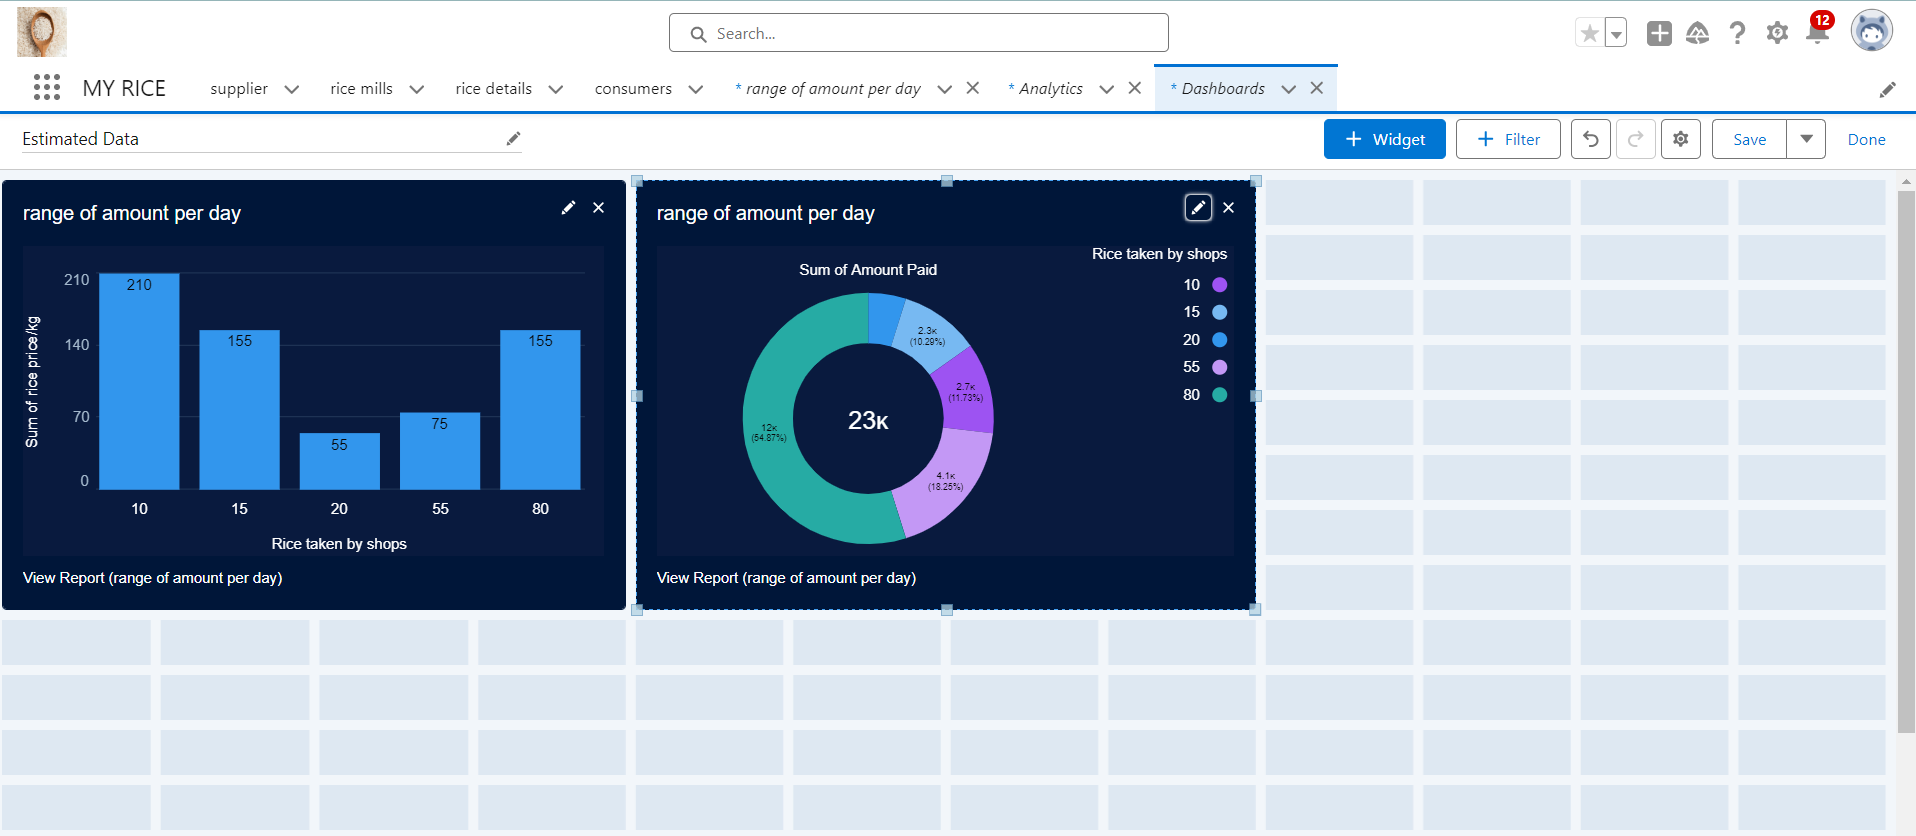 Search...
12
MY RICE
supplier
rice mills
rice details
consumers
* range of amount per day
* Analytics
* Dashboards
Estimated Data
+ Widget
+ Filter
Save
Done
range of amount per day
Sum of rice price/kg
210
140
70
0
210
155
55
75
155
10
15
20
55
80
Rice taken by shops
View Report (range of amount per day)
range of amount per day
Sum of Amount Paid
Rice taken by shops
10
15
20
55
80
2.3K
(10.29%)
2.7K
(11.73%)
4.1K
(18.25%)
12K
(54.87%)
23K
View Report (range of amount per day)